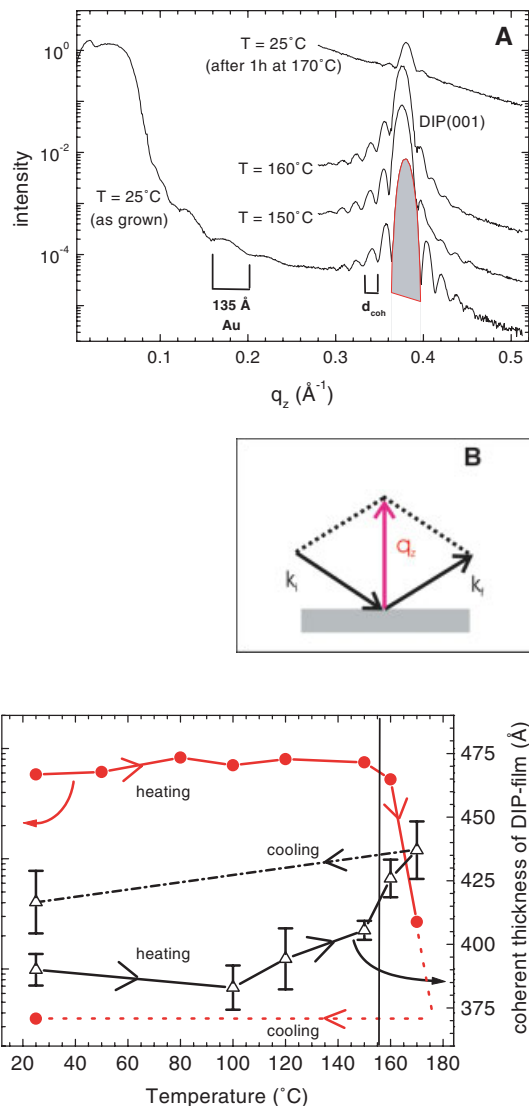 A
10⁰
T = 25°C
(after 1h at 170°C)
10⁻²
DIP(001)
T = 160°C
intensity
T = 25°C
(as grown)
T = 150°C
10⁻⁴
135 Å
Au
d_coh
0.1 0.2 0.3 0.4 0.5
q_z (Å⁻¹)
B
q_z
k_i
k_f
475
heating
450
cooling
425
heating
400
375
cooling
coherent thickness of DIP-film (Å)
20 40 60 80 100 120 140 160 180
Temperature (°C)